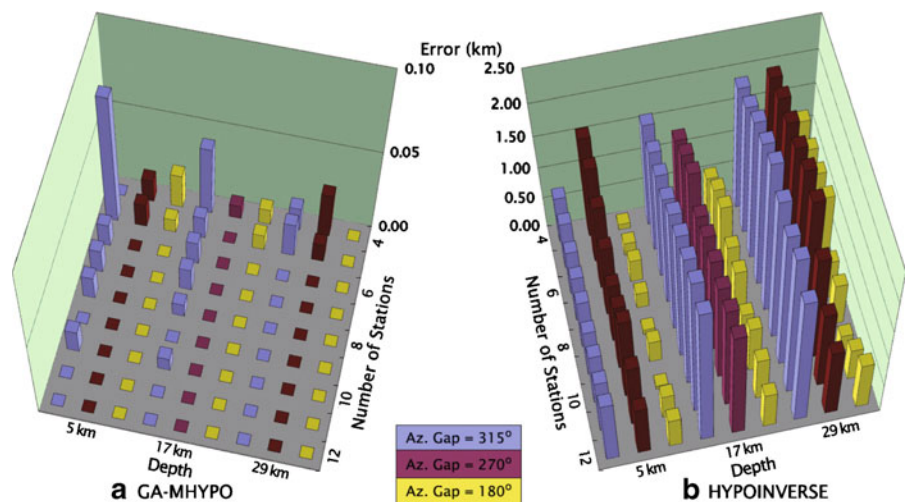 Error (km)
0.10
0.05
0.00
4
6
8
10
12
Number of Stations
5 km
17 km
29 km
Depth
a GA-MHYPO
2.50
2.00
1.50
1.00
0.50
0.00
4
6
8
10
12
Number of Stations
5 km
17 km
29 km
Depth
b HYPOINVERSE
Az. Gap = 315º
Az. Gap = 270º
Az. Gap = 180º